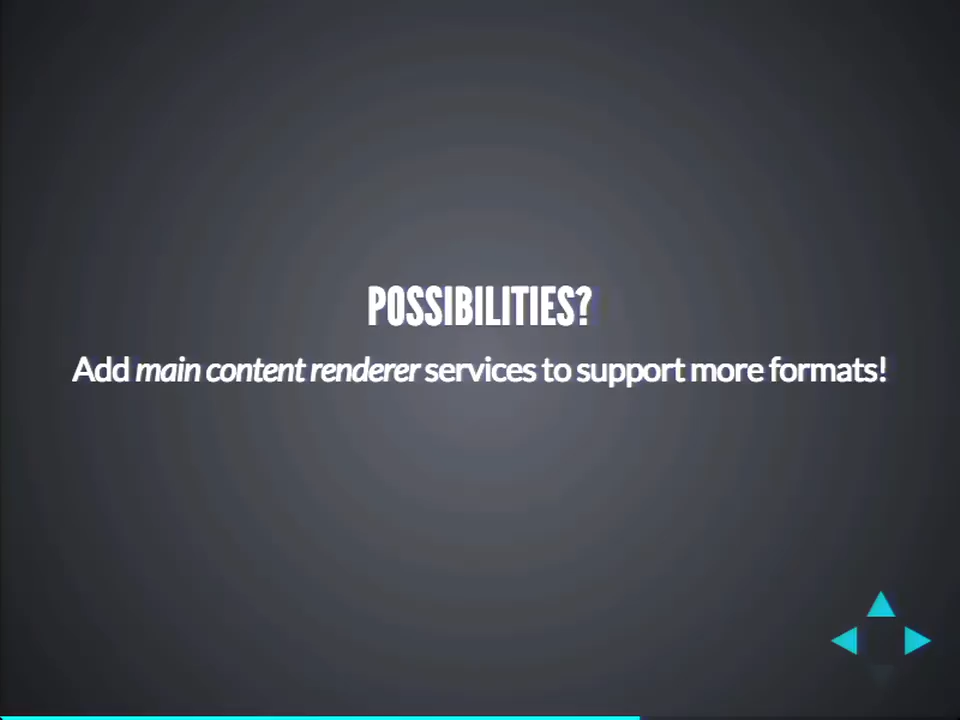 POSSIBILITIES?
Add main content renderer services to support more formats!